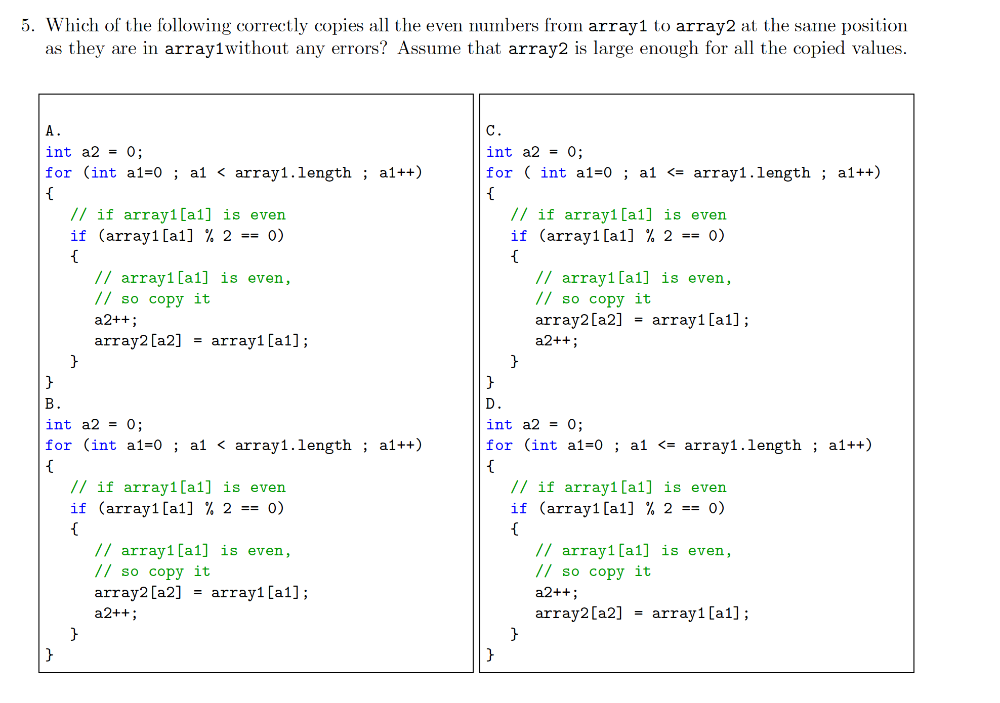 5. Which of the following correctly copies all the even numbers from array1 to array2 at the same position
as they are in array1without any errors? Assume that array2 is large enough for all the copied values.
A.
int a2 = 0;
for (int a1=0 ; a1 < array1.length ; a1++)
{
// if array1[a1] is even
if (array1[a1] % 2 == 0)
{
// array1[a1] is even,
// so copy it
a2++;
array2[a2] = array1[a1];
}
}
B.
int a2 = 0;
for (int a1=0 ; a1 < array1.length ; a1++)
{
// if array1[a1] is even
if (array1[a1] % 2 == 0)
{
// array1[a1] is even,
// so copy it
array2[a2] = array1[a1];
a2++;
}
}
C.
int a2 = 0;
for ( int a1=0 ; a1 <= array1.length ; a1++)
{
// if array1[a1] is even
if (array1[a1] % 2 == 0)
{
// array1[a1] is even,
// so copy it
array2[a2] = array1[a1];
a2++;
}
}
D.
int a2 = 0;
for (int a1=0 ; a1 <= array1.length ; a1++)
{
// if array1[a1] is even
if (array1[a1] % 2 == 0)
{
// array1[a1] is even,
// so copy it
a2++;
array2[a2] = array1[a1];
}
}